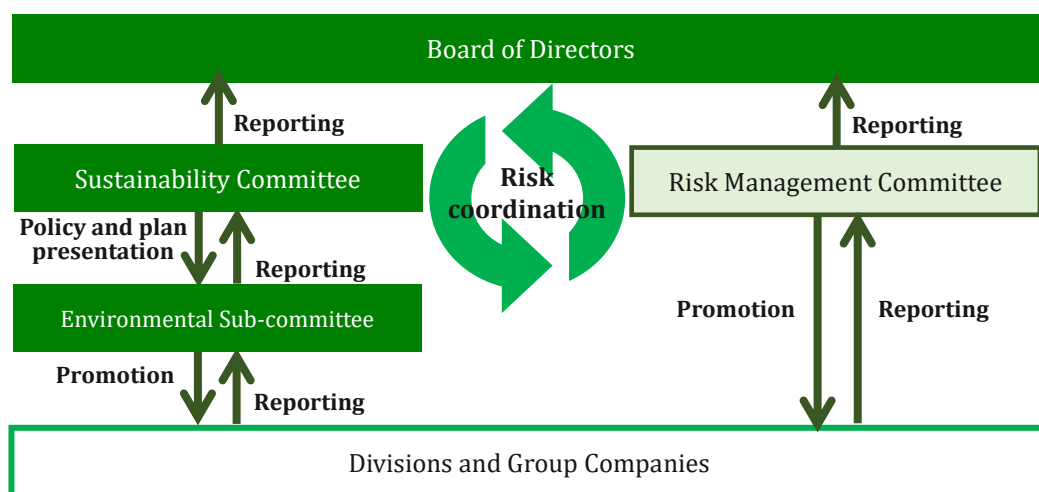 Board of Directors
Reporting
Reporting
Sustainability Committee
Risk
coordination
Risk Management Committee
Policy and plan
presentation
Reporting
Environmental Sub-committee
Promotion
Reporting
Promotion
Reporting
Divisions and Group Companies